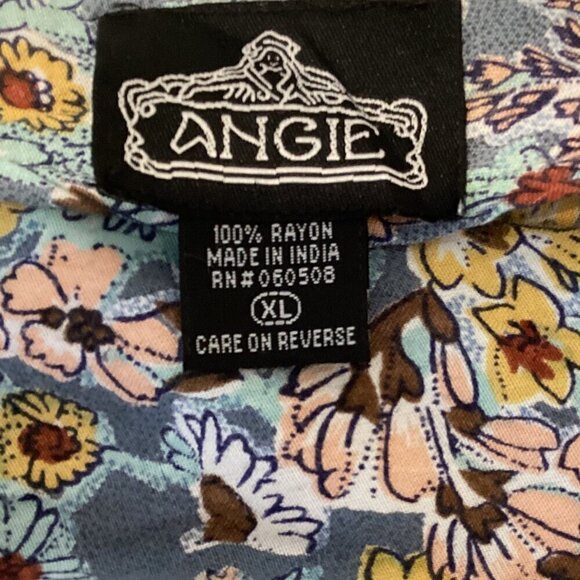 ANGIE
100% RAYON
MADE IN INDIA
RN#060508
XL
CARE ON REVERSE